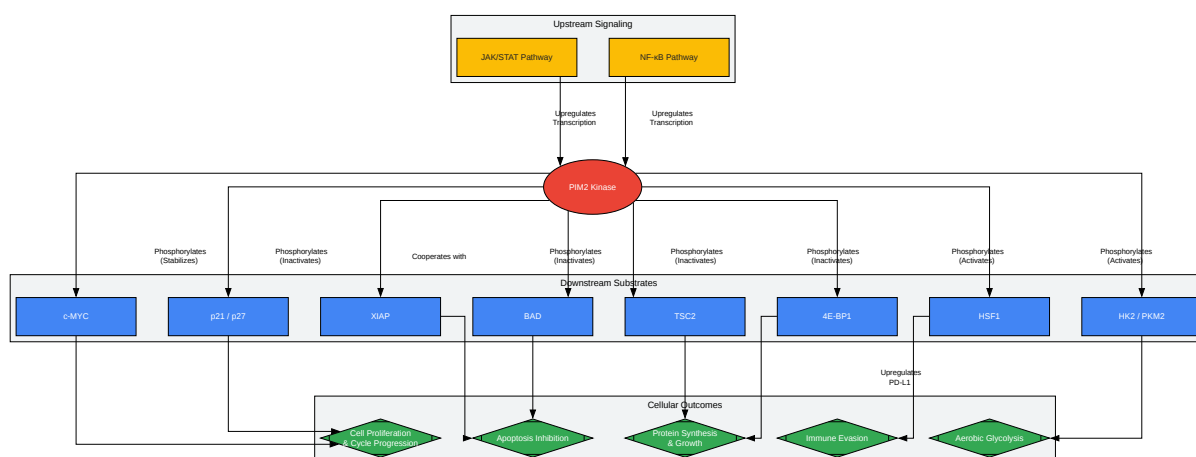 Upstream Signaling
JAK/STAT Pathway
NF-κB Pathway
Upregulates
Transcription
Upregulates
Transcription
PIM2 Kinase
Phosphorylates
(Stabilizes)
Phosphorylates
(Inactivates)
Cooperates with
Phosphorylates
(Inactivates)
Phosphorylates
(Inactivates)
Phosphorylates
(Inactivates)
Phosphorylates
(Activates)
Phosphorylates
(Activates)
Downstream Substrates
c-MYC
p21 / p27
XIAP
BAD
TSC2
4E-BP1
HSF1
HK2 / PKM2
Upregulates
PD-L1
Cellular Outcomes
Cell Proliferation
& Cycle Progression
Apoptosis Inhibition
Protein Synthesis
& Growth
Immune Evasion
Aerobic Glycolysis